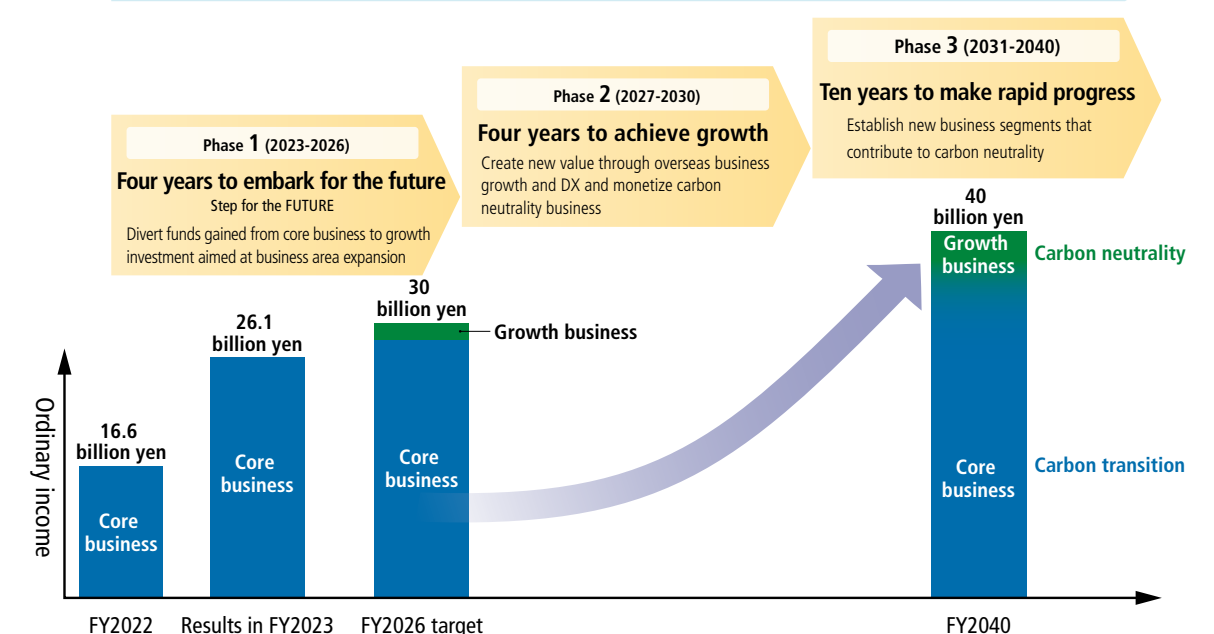 Phase 1 (2023-2026)
Four years to embark for the future
Step for the FUTURE
Divert funds gained from core business to growth
investment aimed at business area expansion
Phase 2 (2027-2030)
Four years to achieve growth
Create new value through overseas business
growth and DX and monetize carbon
neutrality business
Phase 3 (2031-2040)
Ten years to make rapid progress
Establish new business segments that
contribute to carbon neutrality
Ordinary income
16.6
billion yen
Core
business
FY2022
26.1
billion yen
Core
business
Results in FY2023
30
billion yen
Growth business
Core
business
FY2026 target
40
billion yen
Growth
business
Carbon neutrality
Core
business
Carbon transition
FY2040